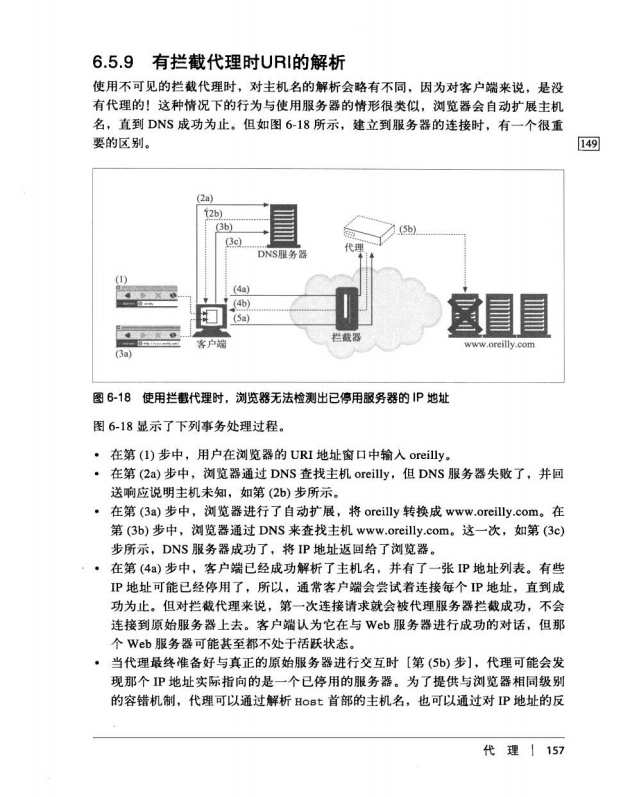 6.5.9 有拦截代理时URI的解析
使用不可见的拦截代理时，对主机名的解析会略有不同，因为对客户端来说，是没
有代理的！这种情况下的行为与使用服务器的情形很类似，浏览器会自动扩展主机
名，直到 DNS 成功为止。但如图 6-18 所示，建立到服务器的连接时，有一个很重
要的区别。
149
(2a)
(2b)
(3b)
(3c)
DNS服务器
代理
(5b)
(1)
(4a)
(4b)
(5a)
(3a)
客户端
拦截器
www.oreilly.com
图 6-18 使用拦截代理时，浏览器无法检测出已停用服务器的 IP 地址
图 6-18 显示了下列事务处理过程。
• 在第 (1) 步中，用户在浏览器的 URI 地址窗口中输入 oreilly。
• 在第 (2a) 步中，浏览器通过 DNS 查找主机 oreilly，但 DNS 服务器失败了，并回
送响应说明主机未知，如第 (2b) 步所示。
• 在第 (3a) 步中，浏览器进行了自动扩展，将 oreilly 转换成 www.oreilly.com。在
第 (3b) 步中，浏览器通过 DNS 来查找主机 www.oreilly.com。这一次，如第 (3c)
步所示，DNS 服务器成功了，将 IP 地址返回给了浏览器。
• 在第 (4a) 步中，客户端已经成功解析了主机名，并有了一张 IP 地址列表。有些
IP 地址可能已经停用了，所以，通常客户端会尝试着连接每个 IP 地址，直到成
功为止。但对拦截代理来说，第一次连接请求就会被代理服务器拦截成功，不会
连接到原始服务器上去。客户端认为它在与 Web 服务器进行成功的对话，但那
个 Web 服务器可能甚至都不处于活跃状态。
• 当代理最终准备好与真正的原始服务器进行交互时［第 (5b) 步］，代理可能会发
现那个 IP 地址实际指向的是一个已停用的服务器。为了提供与浏览器相同级别
的容错机制，代理可以通过解析 Host 首部的主机名，也可以通过对 IP 地址的反
代 理 | 157